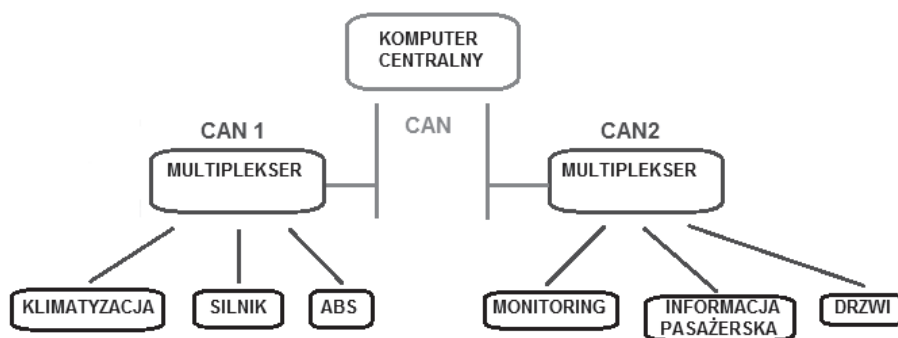 KOMPUTER
CENTRALNY
CAN 1
CAN
CAN2
MULTIPLEKSER
MULTIPLEKSER
KLIMATYZACJA
SILNIK
ABS
MONITORING
INFORMACJA
PASAŻERSKA
DRZWI